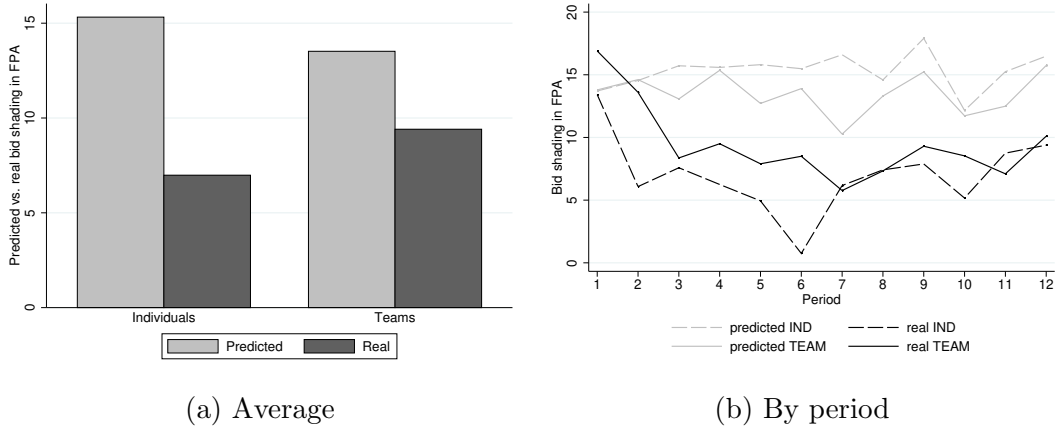 Predicted vs. real bid shading in FPA
15
10
5
0
Individuals
Teams
Predicted
Real
(a) Average
Bid shading in FPA
20
15
10
5
0
1 2 3 4 5 6 7 8 9 10 11 12
Period
predicted IND
real IND
predicted TEAM
real TEAM
(b) By period